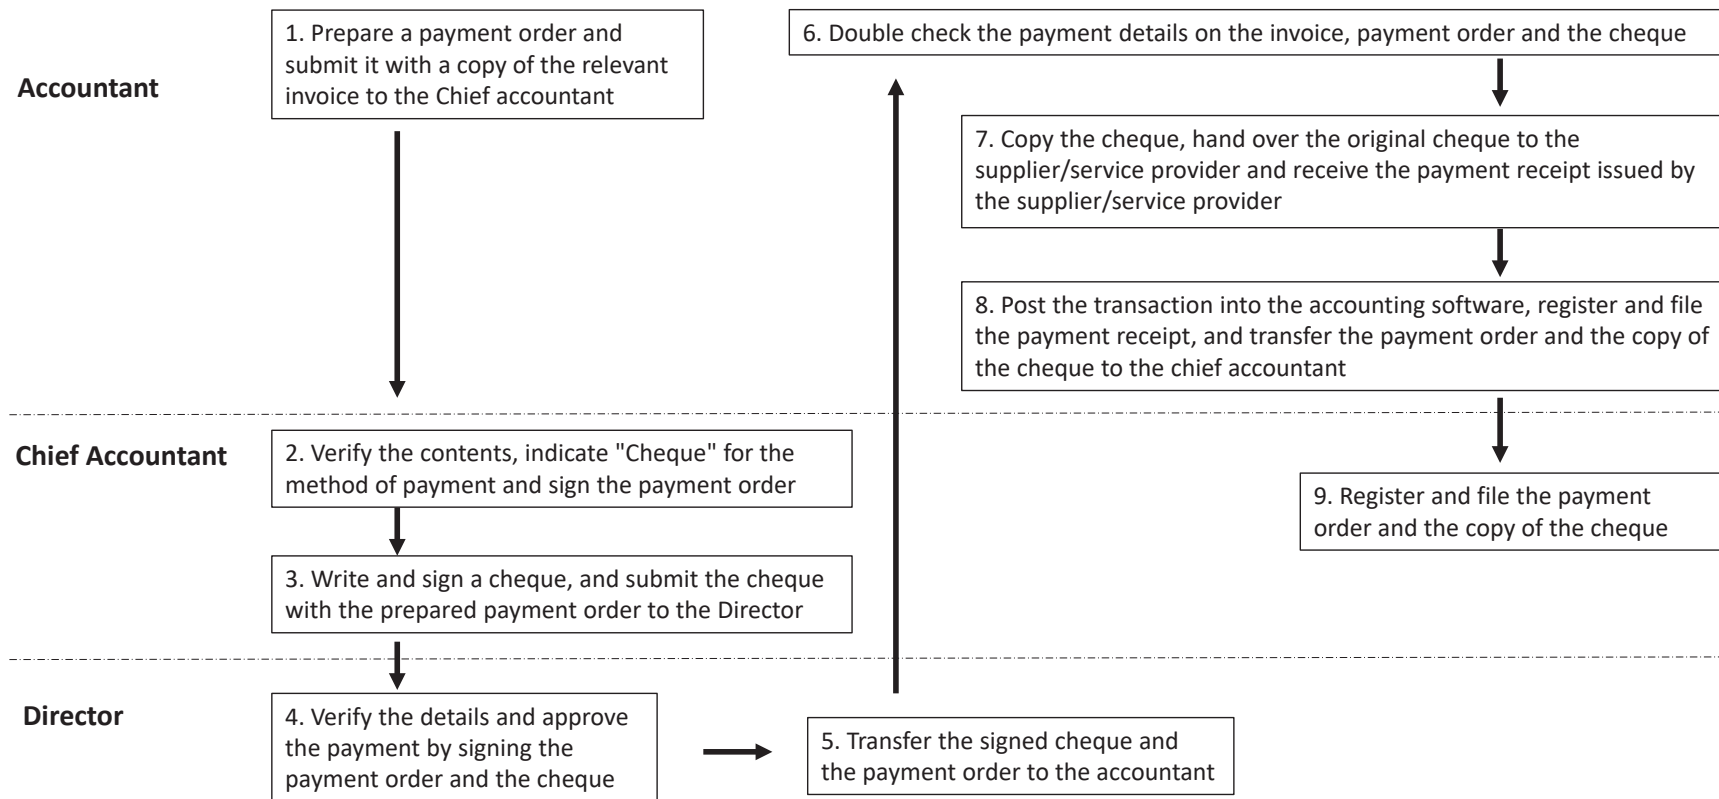 Accountant
1. Prepare a payment order and
submit it with a copy of the relevant
invoice to the Chief accountant
Chief Accountant
2. Verify the contents, indicate "Cheque" for the
method of payment and sign the payment order
3. Write and sign a cheque, and submit the cheque
with the prepared payment order to the Director
Director
4. Verify the details and approve
the payment by signing the
payment order and the cheque
5. Transfer the signed cheque and
the payment order to the accountant
6. Double check the payment details on the invoice, payment order and the cheque
7. Copy the cheque, hand over the original cheque to the
supplier/service provider and receive the payment receipt issued by
the supplier/service provider
8. Post the transaction into the accounting software, register and file
the payment receipt, and transfer the payment order and the copy of
the cheque to the chief accountant
9. Register and file the payment
order and the copy of the cheque